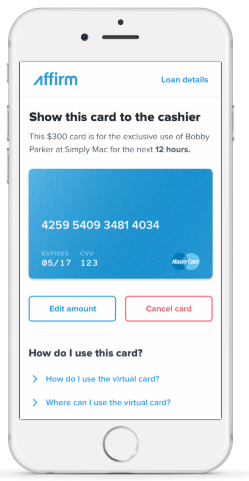 affirm
Loan details
Show this card to the cashier
This $300 card is for the exclusive use of Bobby
Parker at Simply Mac for the next 12 hours.
4259 5409 3481 4034
EXPIRES CVV
05/17 123
MasterCard
Edit amount
Cancel card
How do I use this card?
How do I use the virtual card?
Where can I use the virtual card?